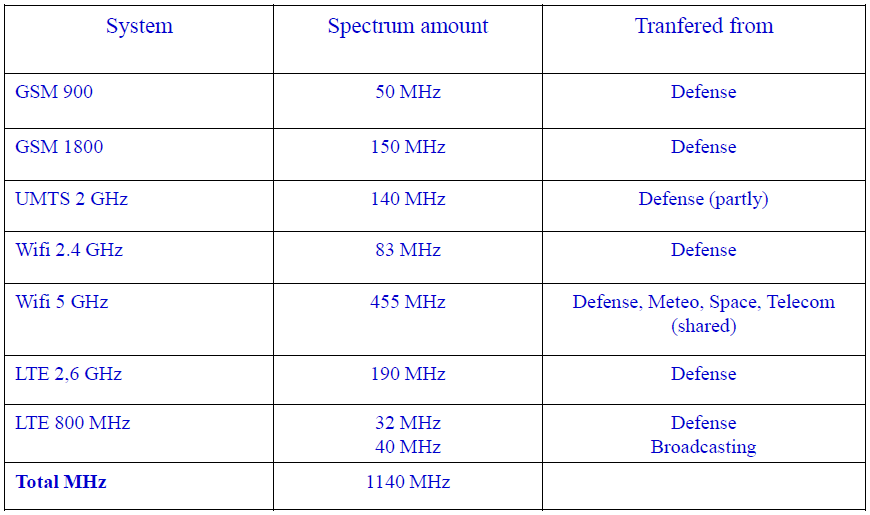 System Spectrum amount Tranfered from
GSM 900 50 MHz Defense
GSM 1800 150 MHz Defense
UMTS 2 GHz 140 MHz Defense (partly)
Wifi 2.4 GHz 83 MHz Defense
Wifi 5 GHz 455 MHz Defense, Meteo, Space, Telecom
(shared)
LTE 2,6 GHz 190 MHz Defense
LTE 800 MHz 32 MHz Defense
40 MHz Broadcasting
Total MHz 1140 MHz